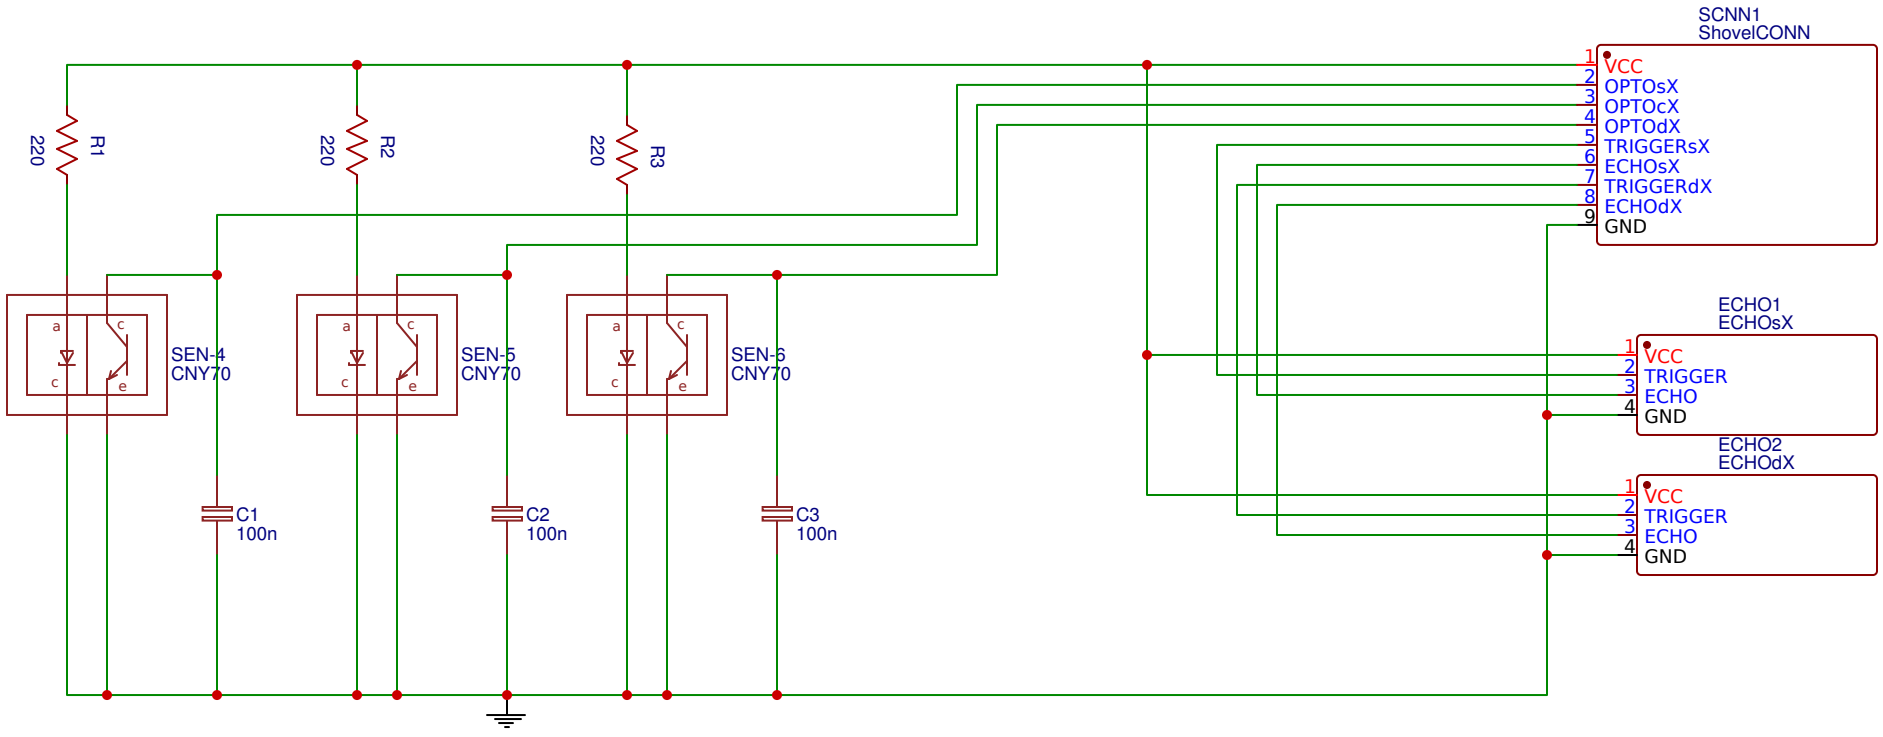 SCNN1
ShovelCONN
1
VCC
2
OPTOsX
3
OPTOcX
4
OPTOdX
5
TRIGGERsX
6
ECHOsX
7
TRIGGERdX
8
ECHOdX
9
GND
R1
220
R2
220
R3
220
a
c
c
e
SEN-4
CNY70
a
c
c
e
SEN-5
CNY70
a
c
c
e
SEN-6
CNY70
ECHO1
ECHOsX
1
VCC
2
TRIGGER
3
ECHO
4
GND
ECHO2
ECHOdX
1
VCC
2
TRIGGER
3
ECHO
4
GND
C1
100n
C2
100n
C3
100n